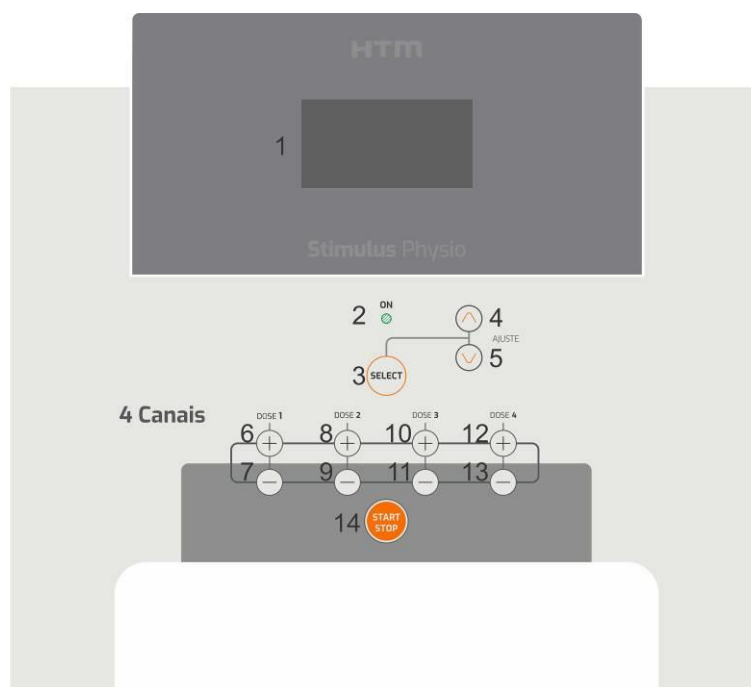 HTM
1
Stimulus Physio
ON
2
4
AJUSTE
5
3 SELECT
4 Canais
DOSE 1 DOSE 2 DOSE 3 DOSE 4
6 + 8 + 10 + 12 +
7 − 9 − 11 − 13 −
14 START
STOP